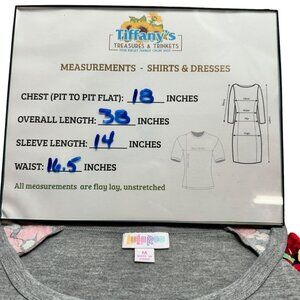 Tiffany's
TREASURES & TRINKETS
MEASUREMENTS - SHIRTS & DRESSES
CHEST (PIT TO PIT FLAT): 18 INCHES
OVERALL LENGTH: 38 INCHES
SLEEVE LENGTH: 14 INCHES
WAIST: 16.5 INCHES
All measurements are flay lay, unstretched
M